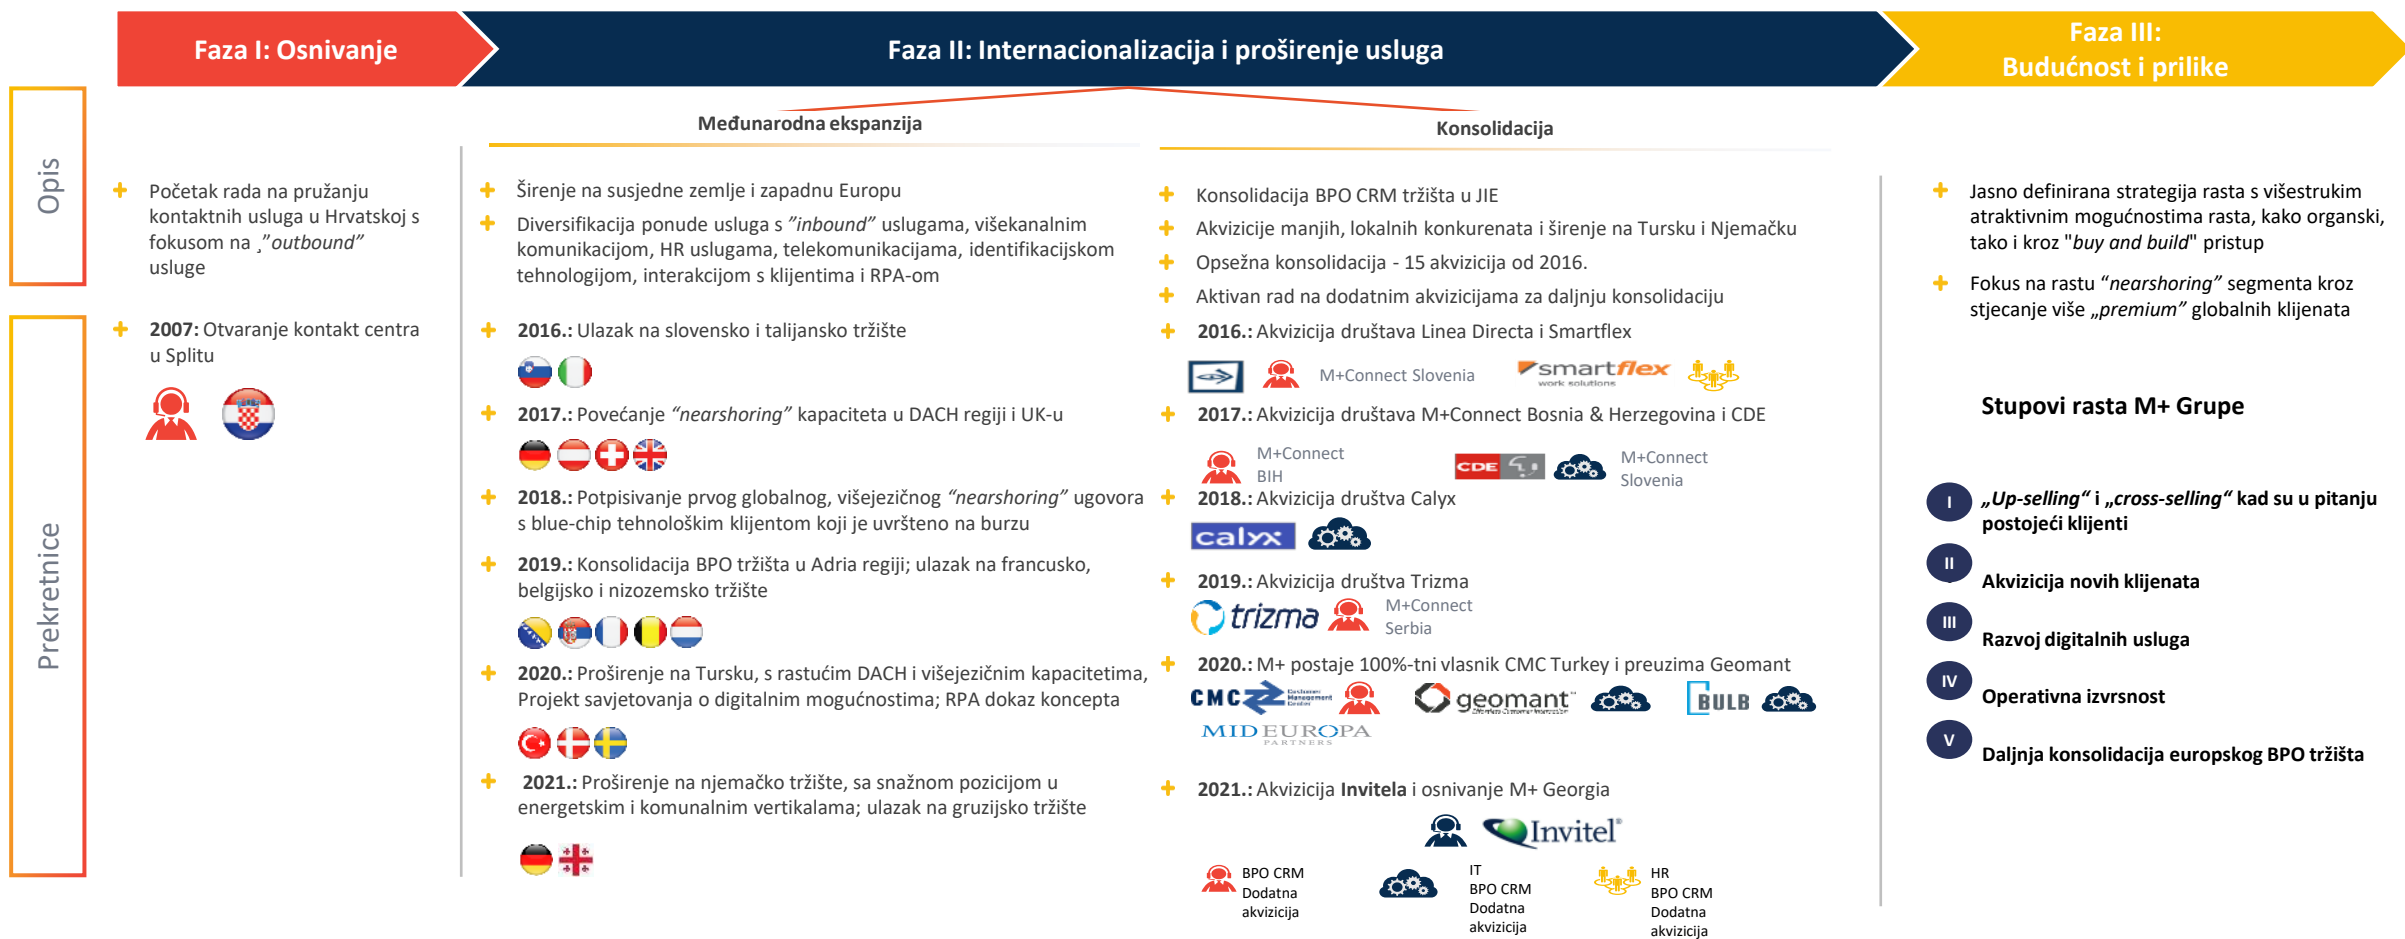 Faza I: Osnivanje
Faza II: Internacionalizacija i proširenje usluga
Faza III:
Budućnost i prilike
Opis
Početak rada na pružanju
kontaktnih usluga u Hrvatskoj s
fokusom na „"outbound"
usluge
Prekretnice
2007: Otvaranje kontakt centra
u Splitu
Međunarodna ekspanzija
Širenje na susjedne zemlje i zapadnu Europu
Diversifikacija ponude usluga s ”inbound” uslugama, višekanalnim
komunikacijom, HR uslugama, telekomunikacijama, identifikacijskom
tehnologijom, interakcijom s klijentima i RPA-om
2016.: Ulazak na slovensko i talijansko tržište
2017.: Povećanje “nearshoring” kapaciteta u DACH regiji i UK-u
2018.: Potpisivanje prvog globalnog, višejezičnog “nearshoring” ugovora
s blue-chip tehnološkim klijentom koji je uvršteno na burzu
2019.: Konsolidacija BPO tržišta u Adria regiji; ulazak na francusko,
belgijsko i nizozemsko tržište
2020.: Proširenje na Tursku, s rastućim DACH i višejezičnim kapacitetima,
Projekt savjetovanja o digitalnim mogućnostima; RPA dokaz koncepta
2021.: Proširenje na njemačko tržište, sa snažnom pozicijom u
energetskim i komunalnim vertikalama; ulazak na gruzijsko tržište
Konsolidacija
Konsolidacija BPO CRM tržišta u JIE
Akvizicije manjih, lokalnih konkurenata i širenje na Tursku i Njemačku
Opsežna konsolidacija - 15 akvizicija od 2016.
Aktivan rad na dodatnim akvizicijama za daljnju konsolidaciju
2016.: Akvizicija društava Linea Directa i Smartflex
M+Connect Slovenia
smartflex
work solutions
2017.: Akvizicija društava M+Connect Bosnia & Herzegovina i CDE
M+Connect
BIH
CDE
M+Connect
Slovenia
2018.: Akvizicija društva Calyx
calyx
2019.: Akvizicija društva Trizma
trizma
M+Connect
Serbia
2020.: M+ postaje 100%-tni vlasnik CMC Turkey i preuzima Geomant
CMC
Customer
Management
Center
geomant™
Effortless Customer Interaction
BULB
MIDEUROPA
PARTNERS
2021.: Akvizicija Invitela i osnivanje M+ Georgia
Invitel®
BPO CRM
Dodatna
akvizicija
IT
BPO CRM
Dodatna
akvizicija
HR
BPO CRM
Dodatna
akvizicija
Jasno definirana strategija rasta s višestrukim
atraktivnim mogućnostima rasta, kako organski,
tako i kroz "buy and build" pristup
Fokus na rastu “nearshoring” segmenta kroz
stjecanje više „premium” globalnih klijenata
Stupovi rasta M+ Grupe
I
„Up-selling“ i „cross-selling“ kad su u pitanju
postojeći klijenti
II
Akvizicija novih klijenata
III
Razvoj digitalnih usluga
IV
Operativna izvrsnost
V
Daljnja konsolidacija europskog BPO tržišta